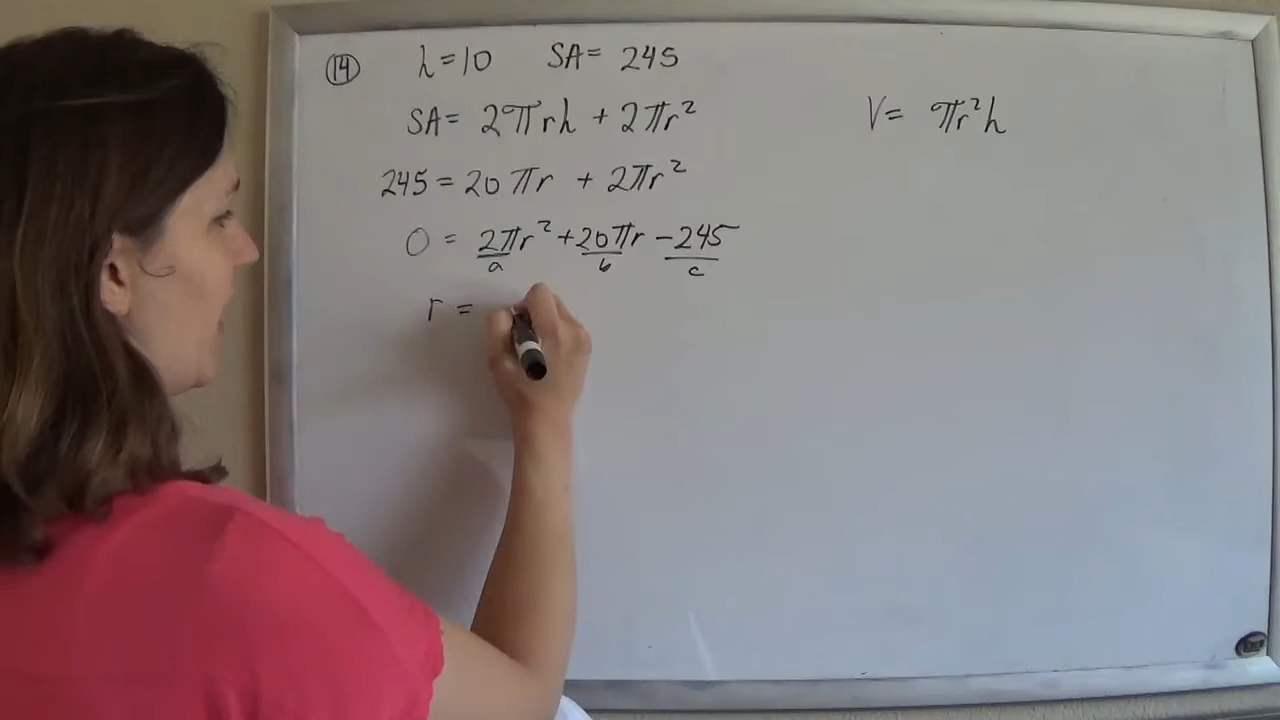 14 h=10 SA= 245
SA= 2πrh + 2πr²
V= πr²h
245 = 20πr + 2πr²
0 = 2πr² + 20πr - 245
a b c
r =